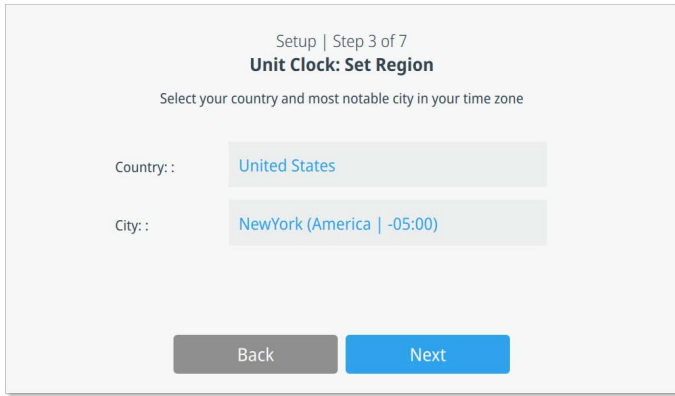 Setup | Step 3 of 7
Unit Clock: Set Region
Select your country and most notable city in your time zone
Country: : United States
City: : NewYork (America | -05:00)
Back Next